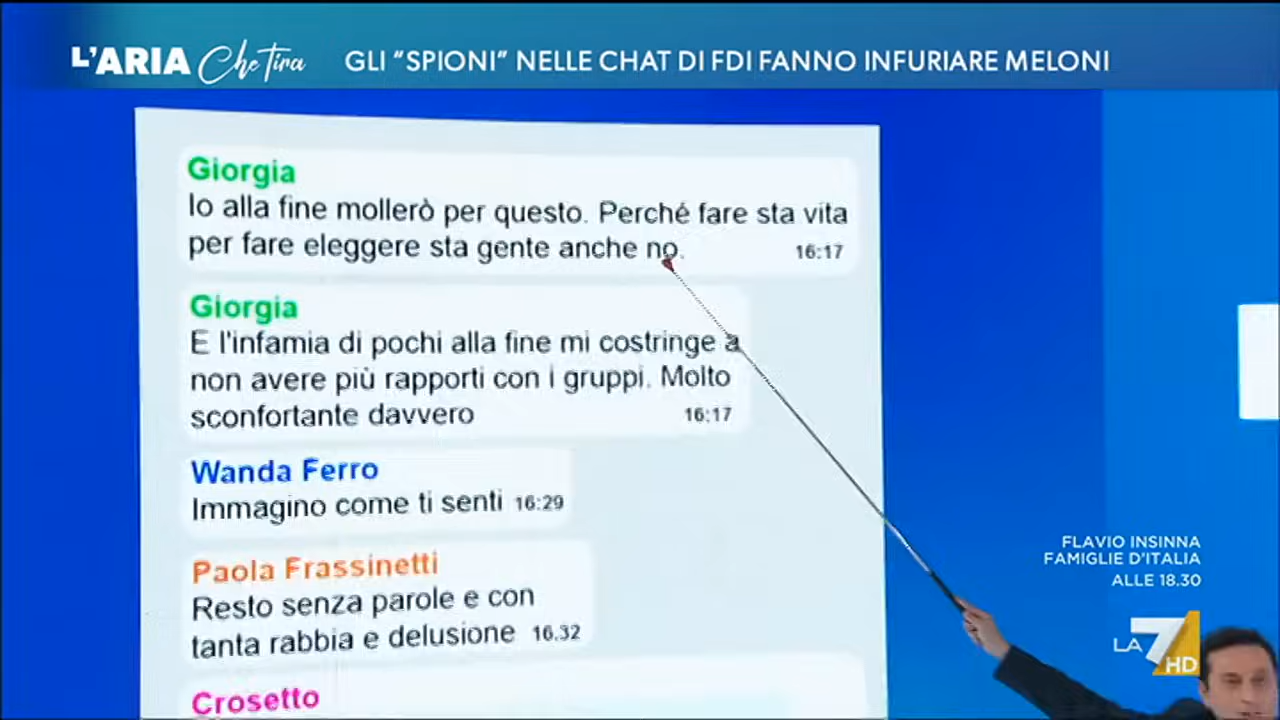 L'ARIA Che tira
GLI "SPIONI" NELLE CHAT DI FDI FANNO INFURIARE MELONI
Giorgia
Io alla fine mollerò per questo. Perché fare sta vita
per fare eleggere sta gente anche no.
16:17
Giorgia
E l'infamia di pochi alla fine mi costringe a
non avere più rapporti con i gruppi. Molto
sconfortante davvero 16:17
Wanda Ferro
Immagino come ti senti 16:29
Paola Frassinetti
Resto senza parole e con
tanta rabbia e delusione 16.32
Crosetto
FLAVIO INSINNA
FAMIGLIE D'ITALIA
ALLE 18.30
LA 7 HD